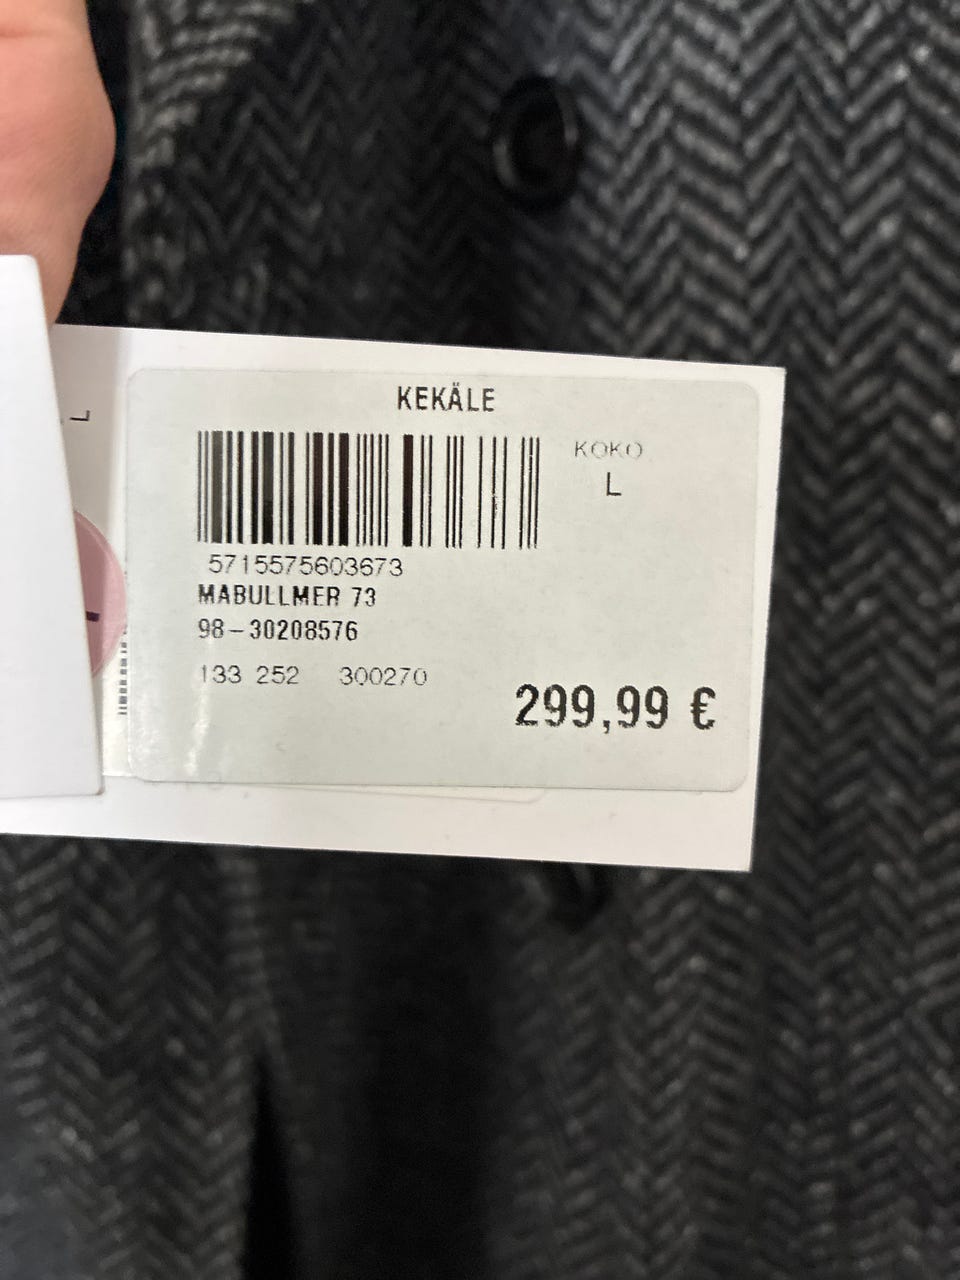 KEKÄLE
KOKO
L
5715575603673
MABULLMER 73
98-30208576
133 252 300270
299,99 €
L